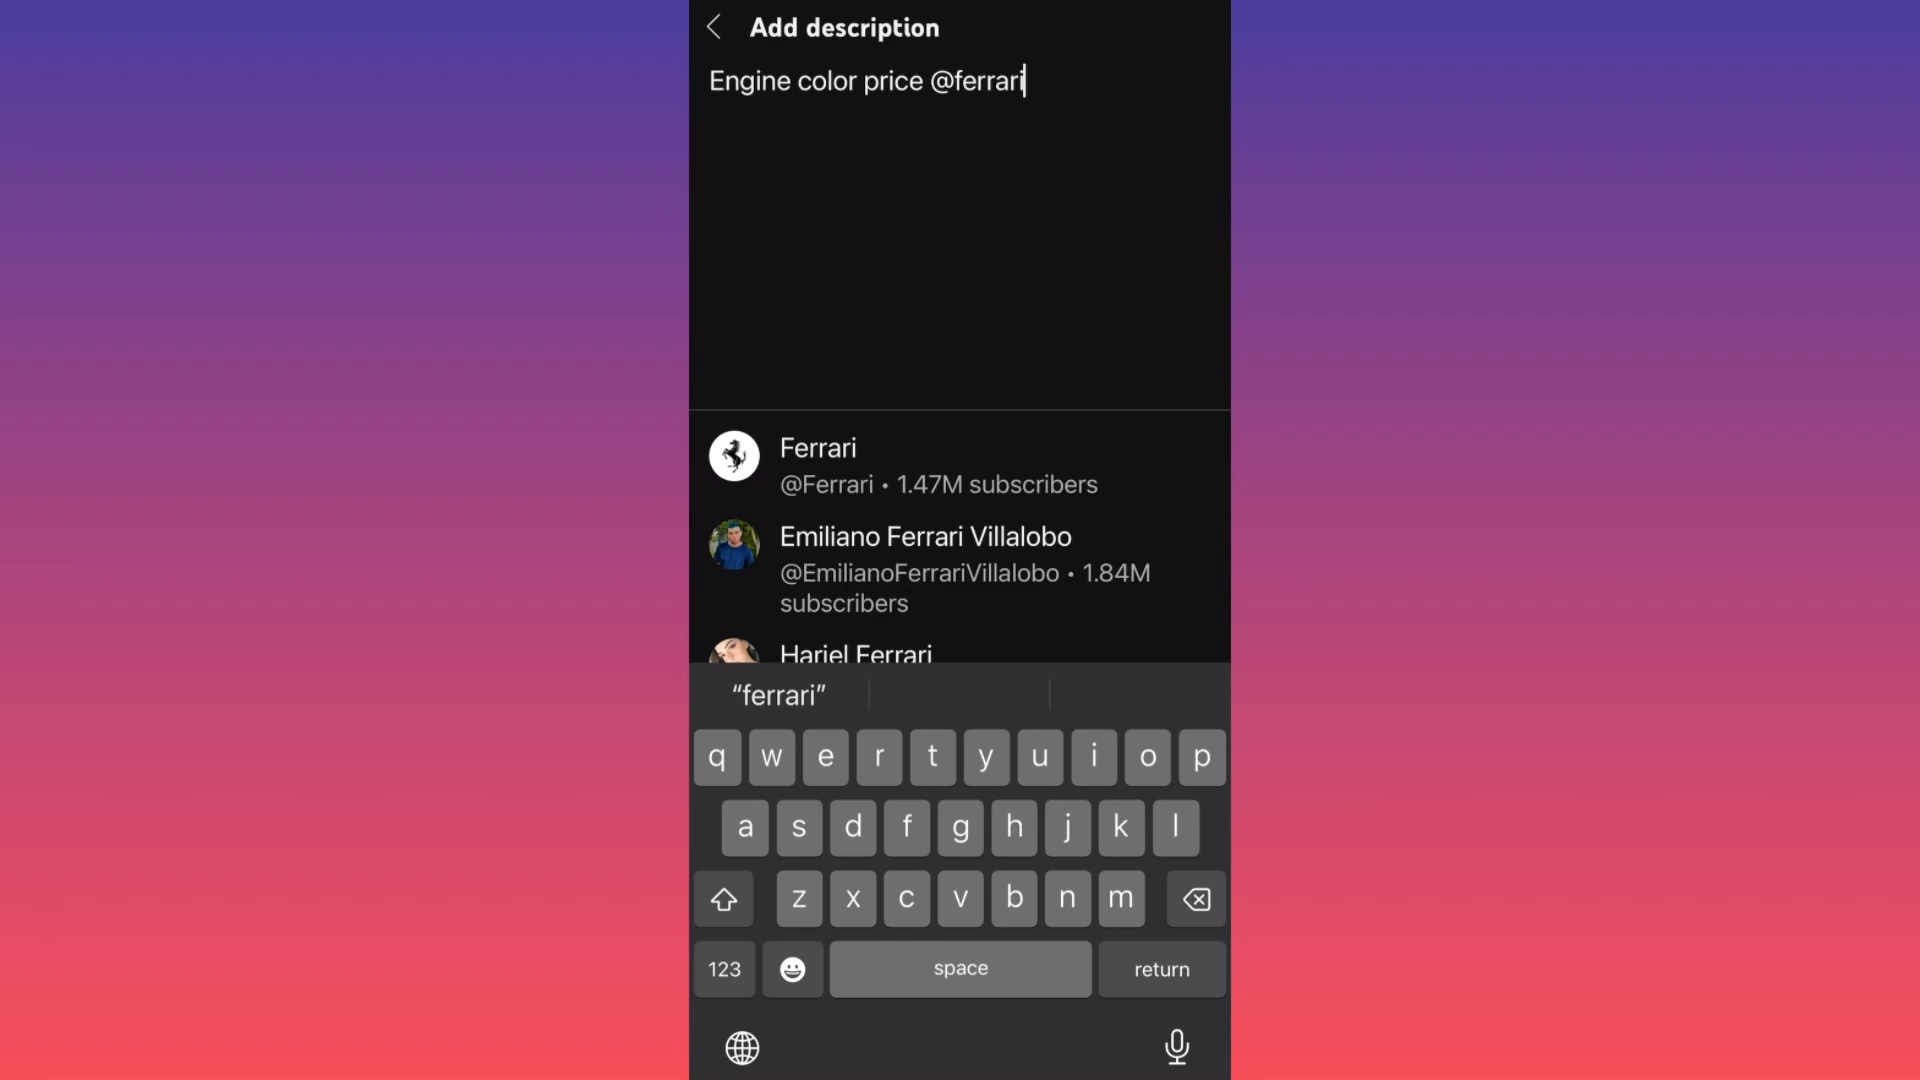 Add description
Engine color price @ferrari
Ferrari
@Ferrari • 1.47M subscribers
Emiliano Ferrari Villalobo
@EmilianoFerrariVillalobo • 1.84M
subscribers
Hariel Ferrari
“ferrari”
q w e r t y u i o p
a s d f g h j k l
z x c v b n m
123 space return